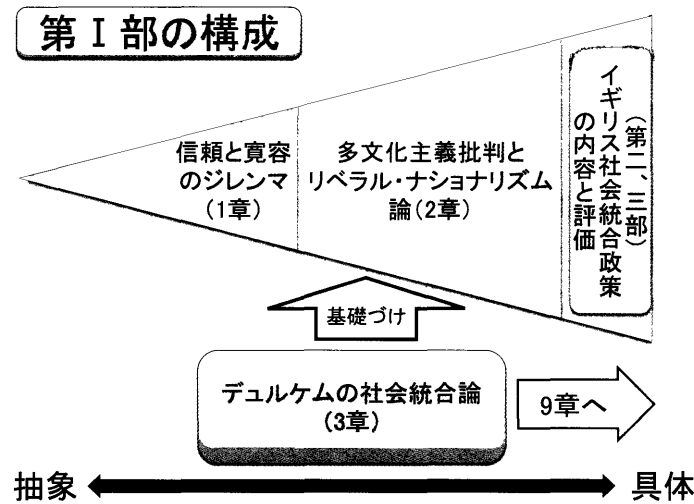 第Ⅰ部の構成
信頼と寛容
のジレンマ
(1章)
多文化主義批判と
リベラル・ナショナリズム
論(2章)
(第二、三部)
イギリス社会統合政策
の内容と評価
基礎づけ
デュルケムの社会統合論
(3章)
9章へ
抽象
具体